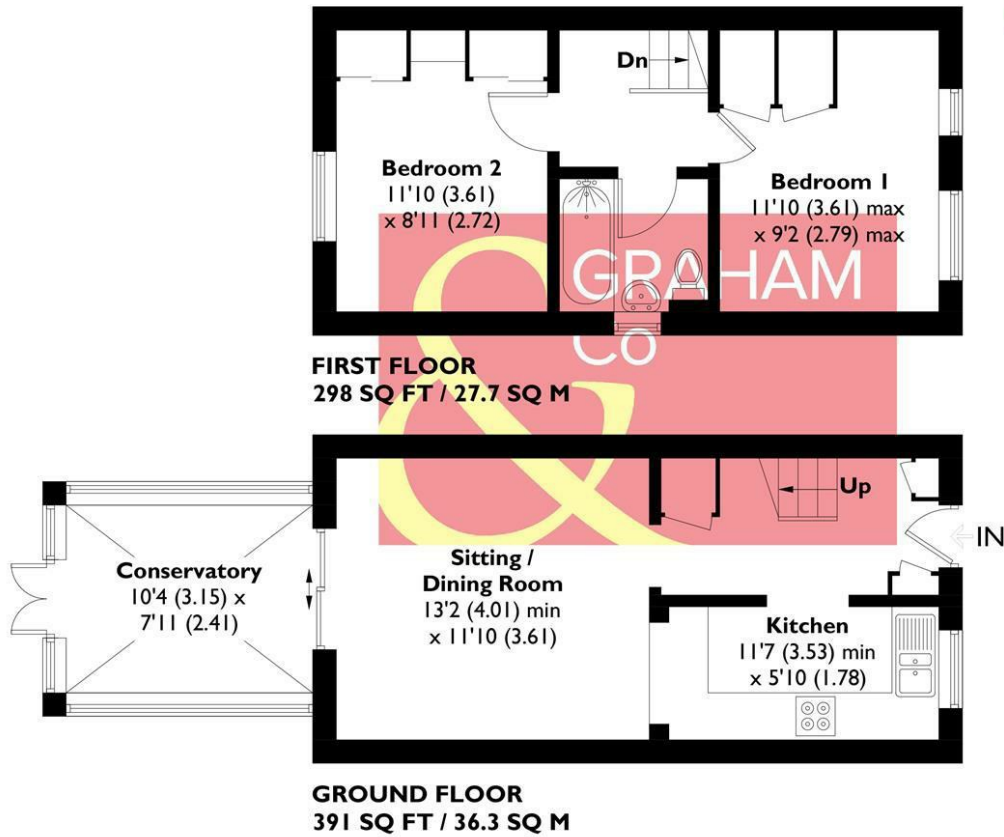 Dn
Bedroom 2
11'10 (3.61)
x 8'11 (2.72)
Bedroom 1
11'10 (3.61) max
x 9'2 (2.79) max
&
GRAHAM
Co
FIRST FLOOR
298 SQ FT / 27.7 SQ M
Up
IN
Conservatory
10'4 (3.15) x
7'11 (2.41)
Sitting /
Dining Room
13'2 (4.01) min
x 11'10 (3.61)
Kitchen
11'7 (3.53) min
x 5'10 (1.78)
GROUND FLOOR
391 SQ FT / 36.3 SQ M